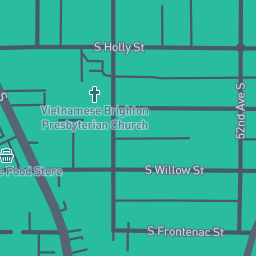 S Holly St
S
Vietnamese Brighton
Presbyterian Church
52nd Ave S
Food Store
S Willow St
S Frontenac St